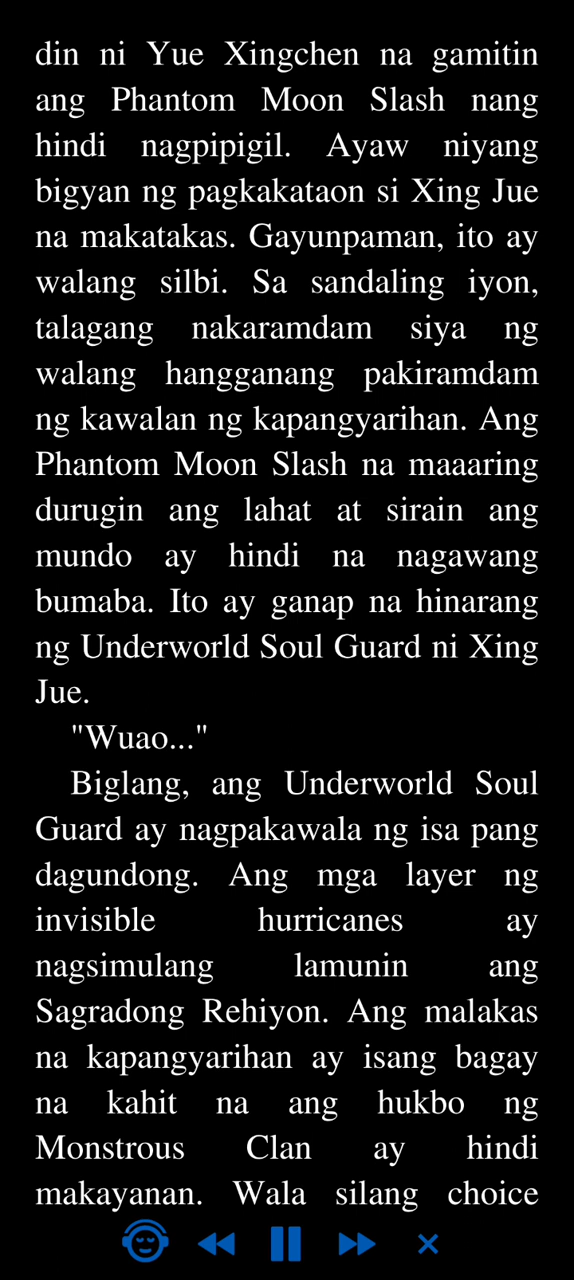 din ni Yue Xingchen na gamitin
ang Phantom Moon Slash nang
hindi nagpipigil. Ayaw niyang
bigyan ng pagkakataon si Xing Jue
na makatakas. Gayunpaman, ito ay
walang silbi. Sa sandaling iyon,
talagang nakaramdam siya ng
walang hangganang pakiramdam
ng kawalan ng kapangyarihan. Ang
Phantom Moon Slash na maaaring
durugin ang lahat at sirain ang
mundo ay hindi na nagawang
bumaba. Ito ay ganap na hinarang
ng Underworld Soul Guard ni Xing
Jue.
"Wuao..."
Biglang, ang Underworld Soul
Guard ay nagpakawala ng isa pang
dagundong. Ang mga layer ng
invisible hurricanes ay
nagsimulang lamunin ang
Sagradong Rehiyon. Ang malakas
na kapangyarihan ay isang bagay
na kahit na ang hukbo ng
Monstrous Clan ay hindi
makayanan. Wala silang choice